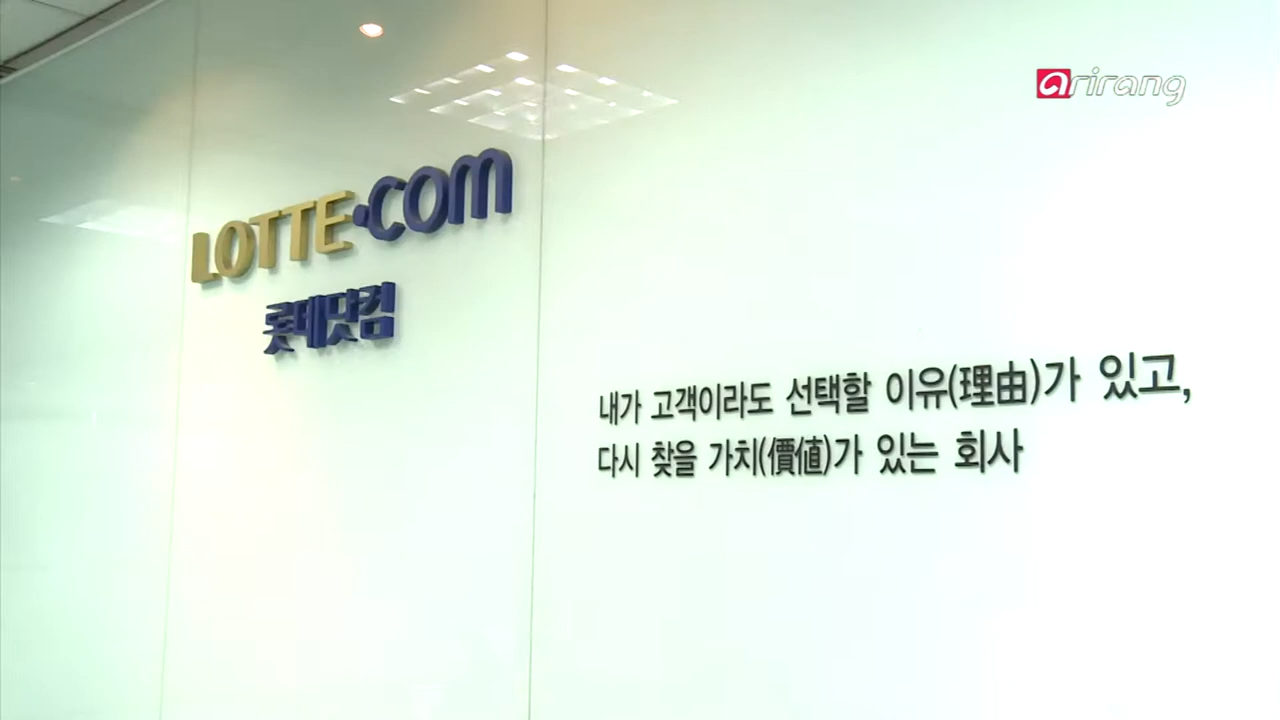 arirang
LOTTE.COM
롯데닷컴
내가 고객이라도 선택할 이유(理由)가 있고,
다시 찾을 가치(價値)가 있는 회사